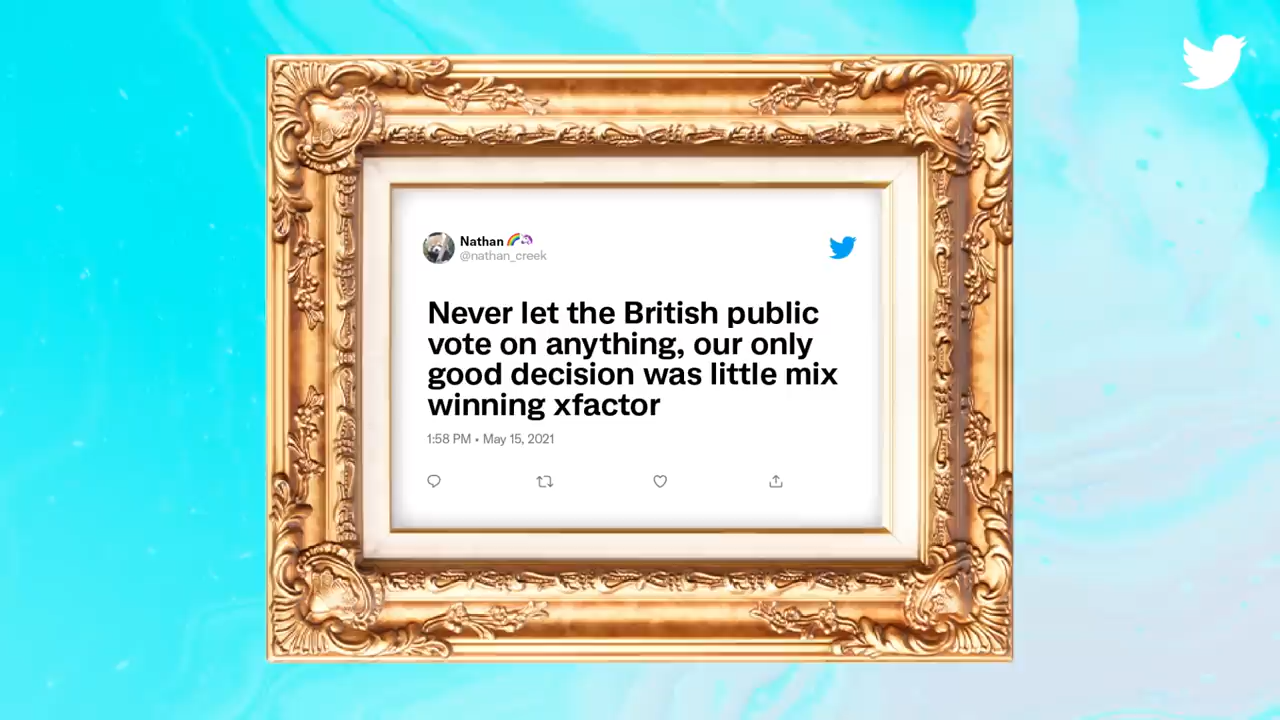 Nathan 🌈🦄
@nathan_creek
Never let the British public
vote on anything, our only
good decision was little mix
winning xfactor
1:58 PM • May 15, 2021